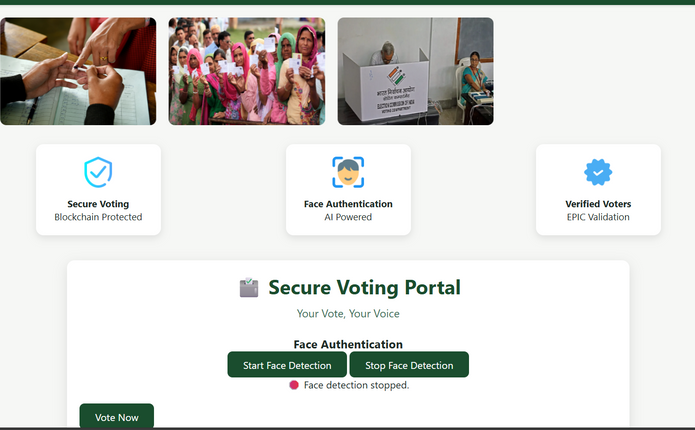 Secure Voting
Blockchain Protected
Face Authentication
AI Powered
Verified Voters
EPIC Validation
Secure Voting Portal
Your Vote, Your Voice
Face Authentication
Start Face Detection
Stop Face Detection
Face detection stopped.
Vote Now